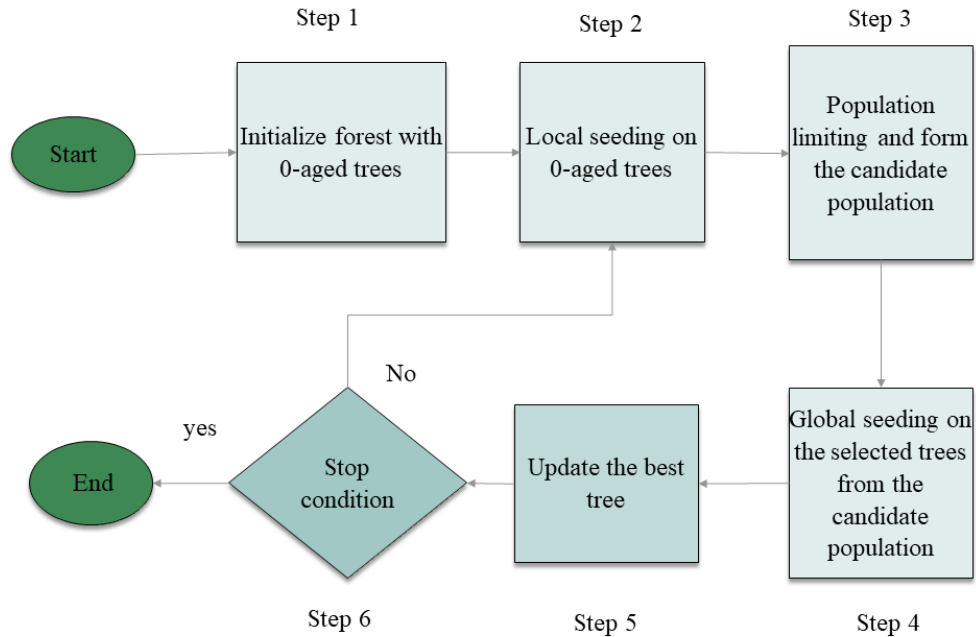 Step 1
Step 2
Step 3
Start
Initialize forest with
0-aged trees
Local seeding on
0-aged trees
Population
limiting and form
the candidate
population
No
yes
End
Stop
condition
Update the best
tree
Global seeding on
the selected trees
from the
candidate
population
Step 6
Step 5
Step 4